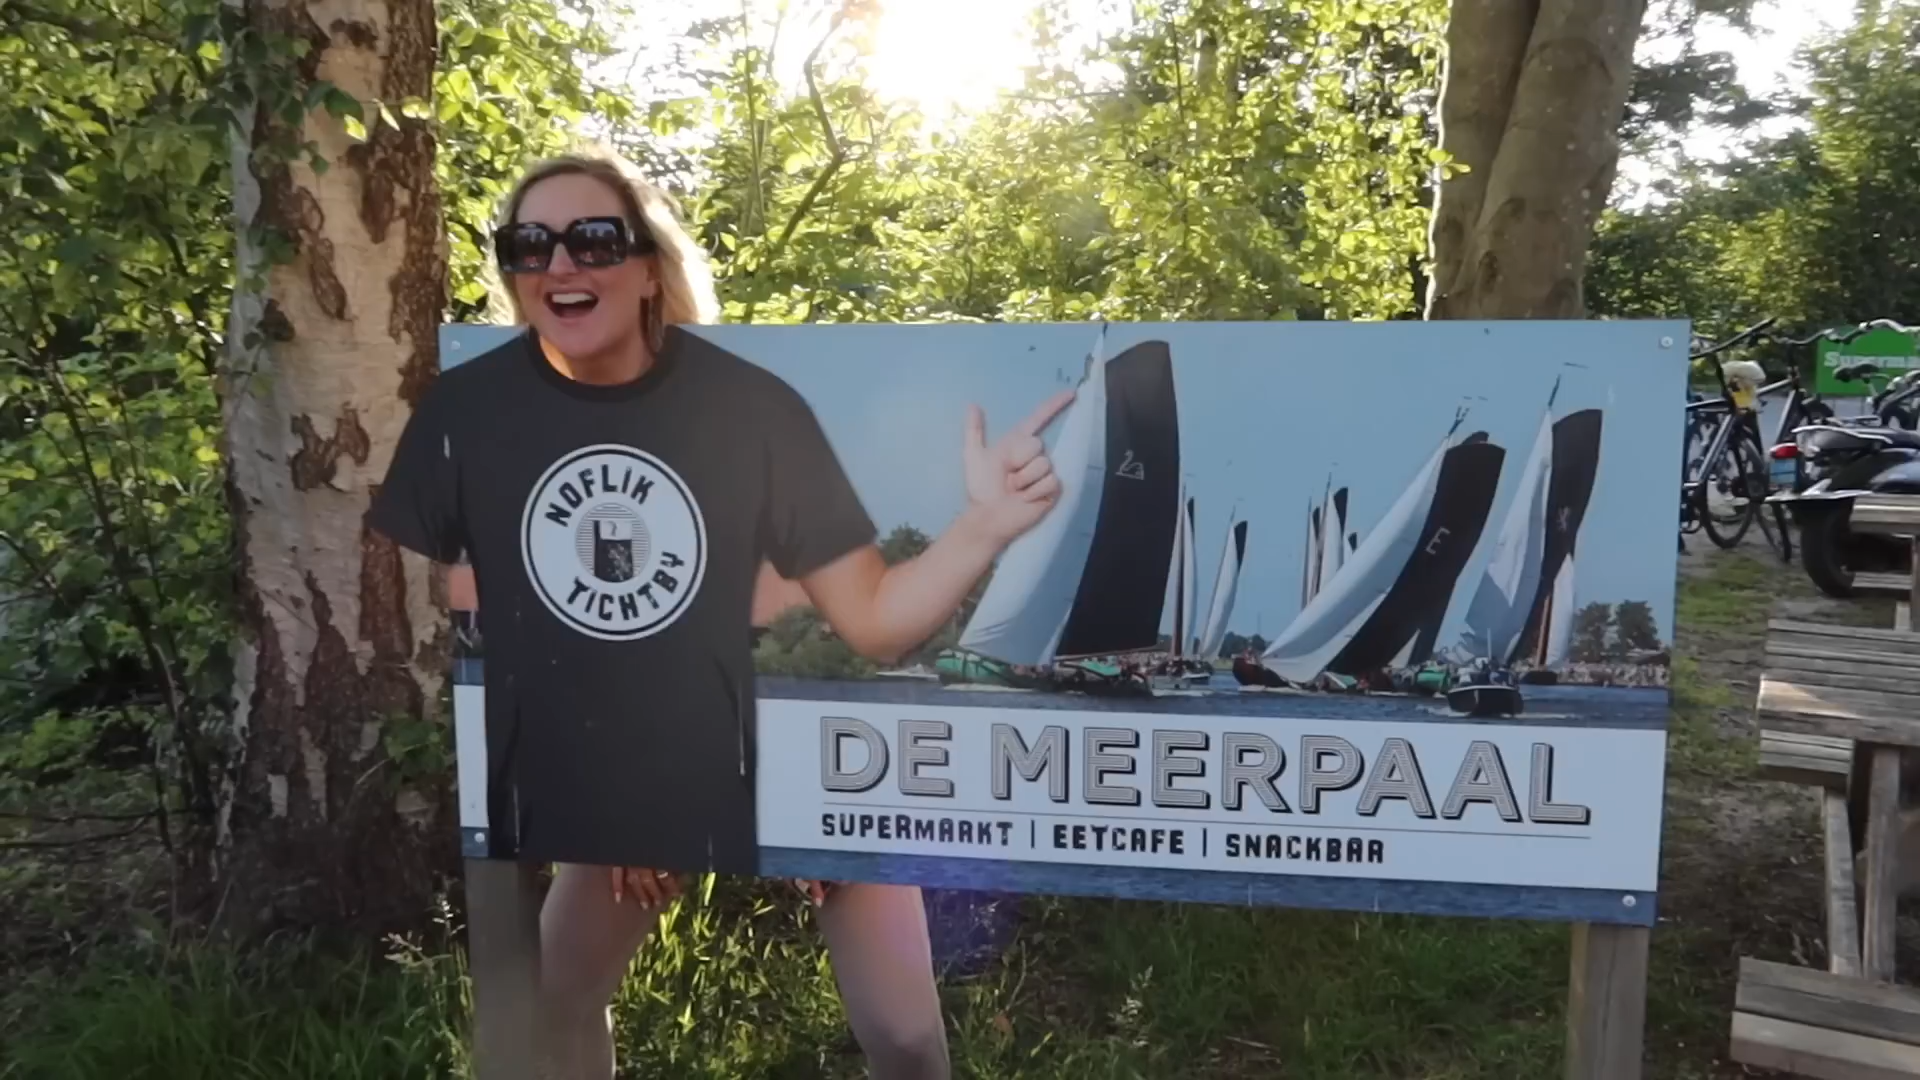 NOFLIK
TICHTBY
DE MEERPAAL
SUPERMARKT | EETCAFE | SNACKBAR